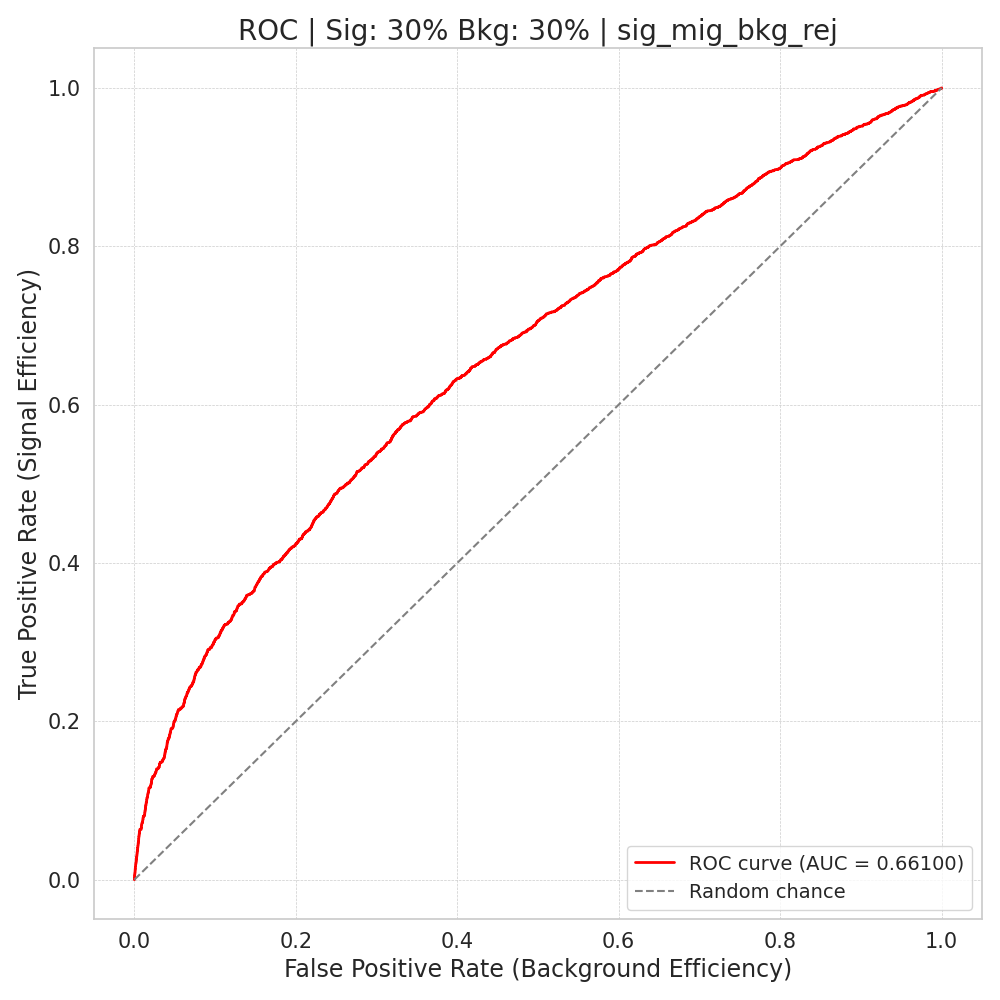 ROC | Sig: 30% Bkg: 30% | sig_mig_bkg_rej
True Positive Rate (Signal Efficiency)
1.0
0.8
0.6
0.4
0.2
0.0
ROC curve (AUC = 0.66100)
Random chance
0.0 0.2 0.4 0.6 0.8 1.0
False Positive Rate (Background Efficiency)